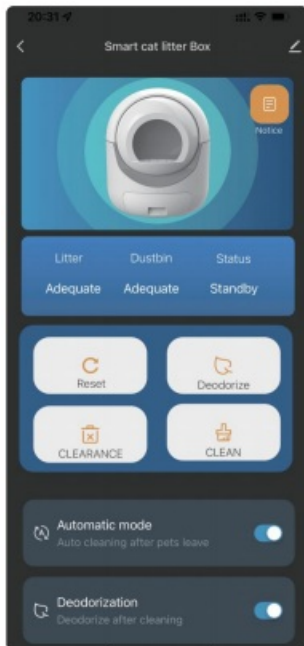 20:31
Smart cat litter Box
Notice
Litter Dustbin Status
Adequate Adequate Standby
Reset Deodorize
CLEARANCE CLEAN
Automatic mode
Auto cleaning after pets leave
Deodorization
Deodorize after cleaning